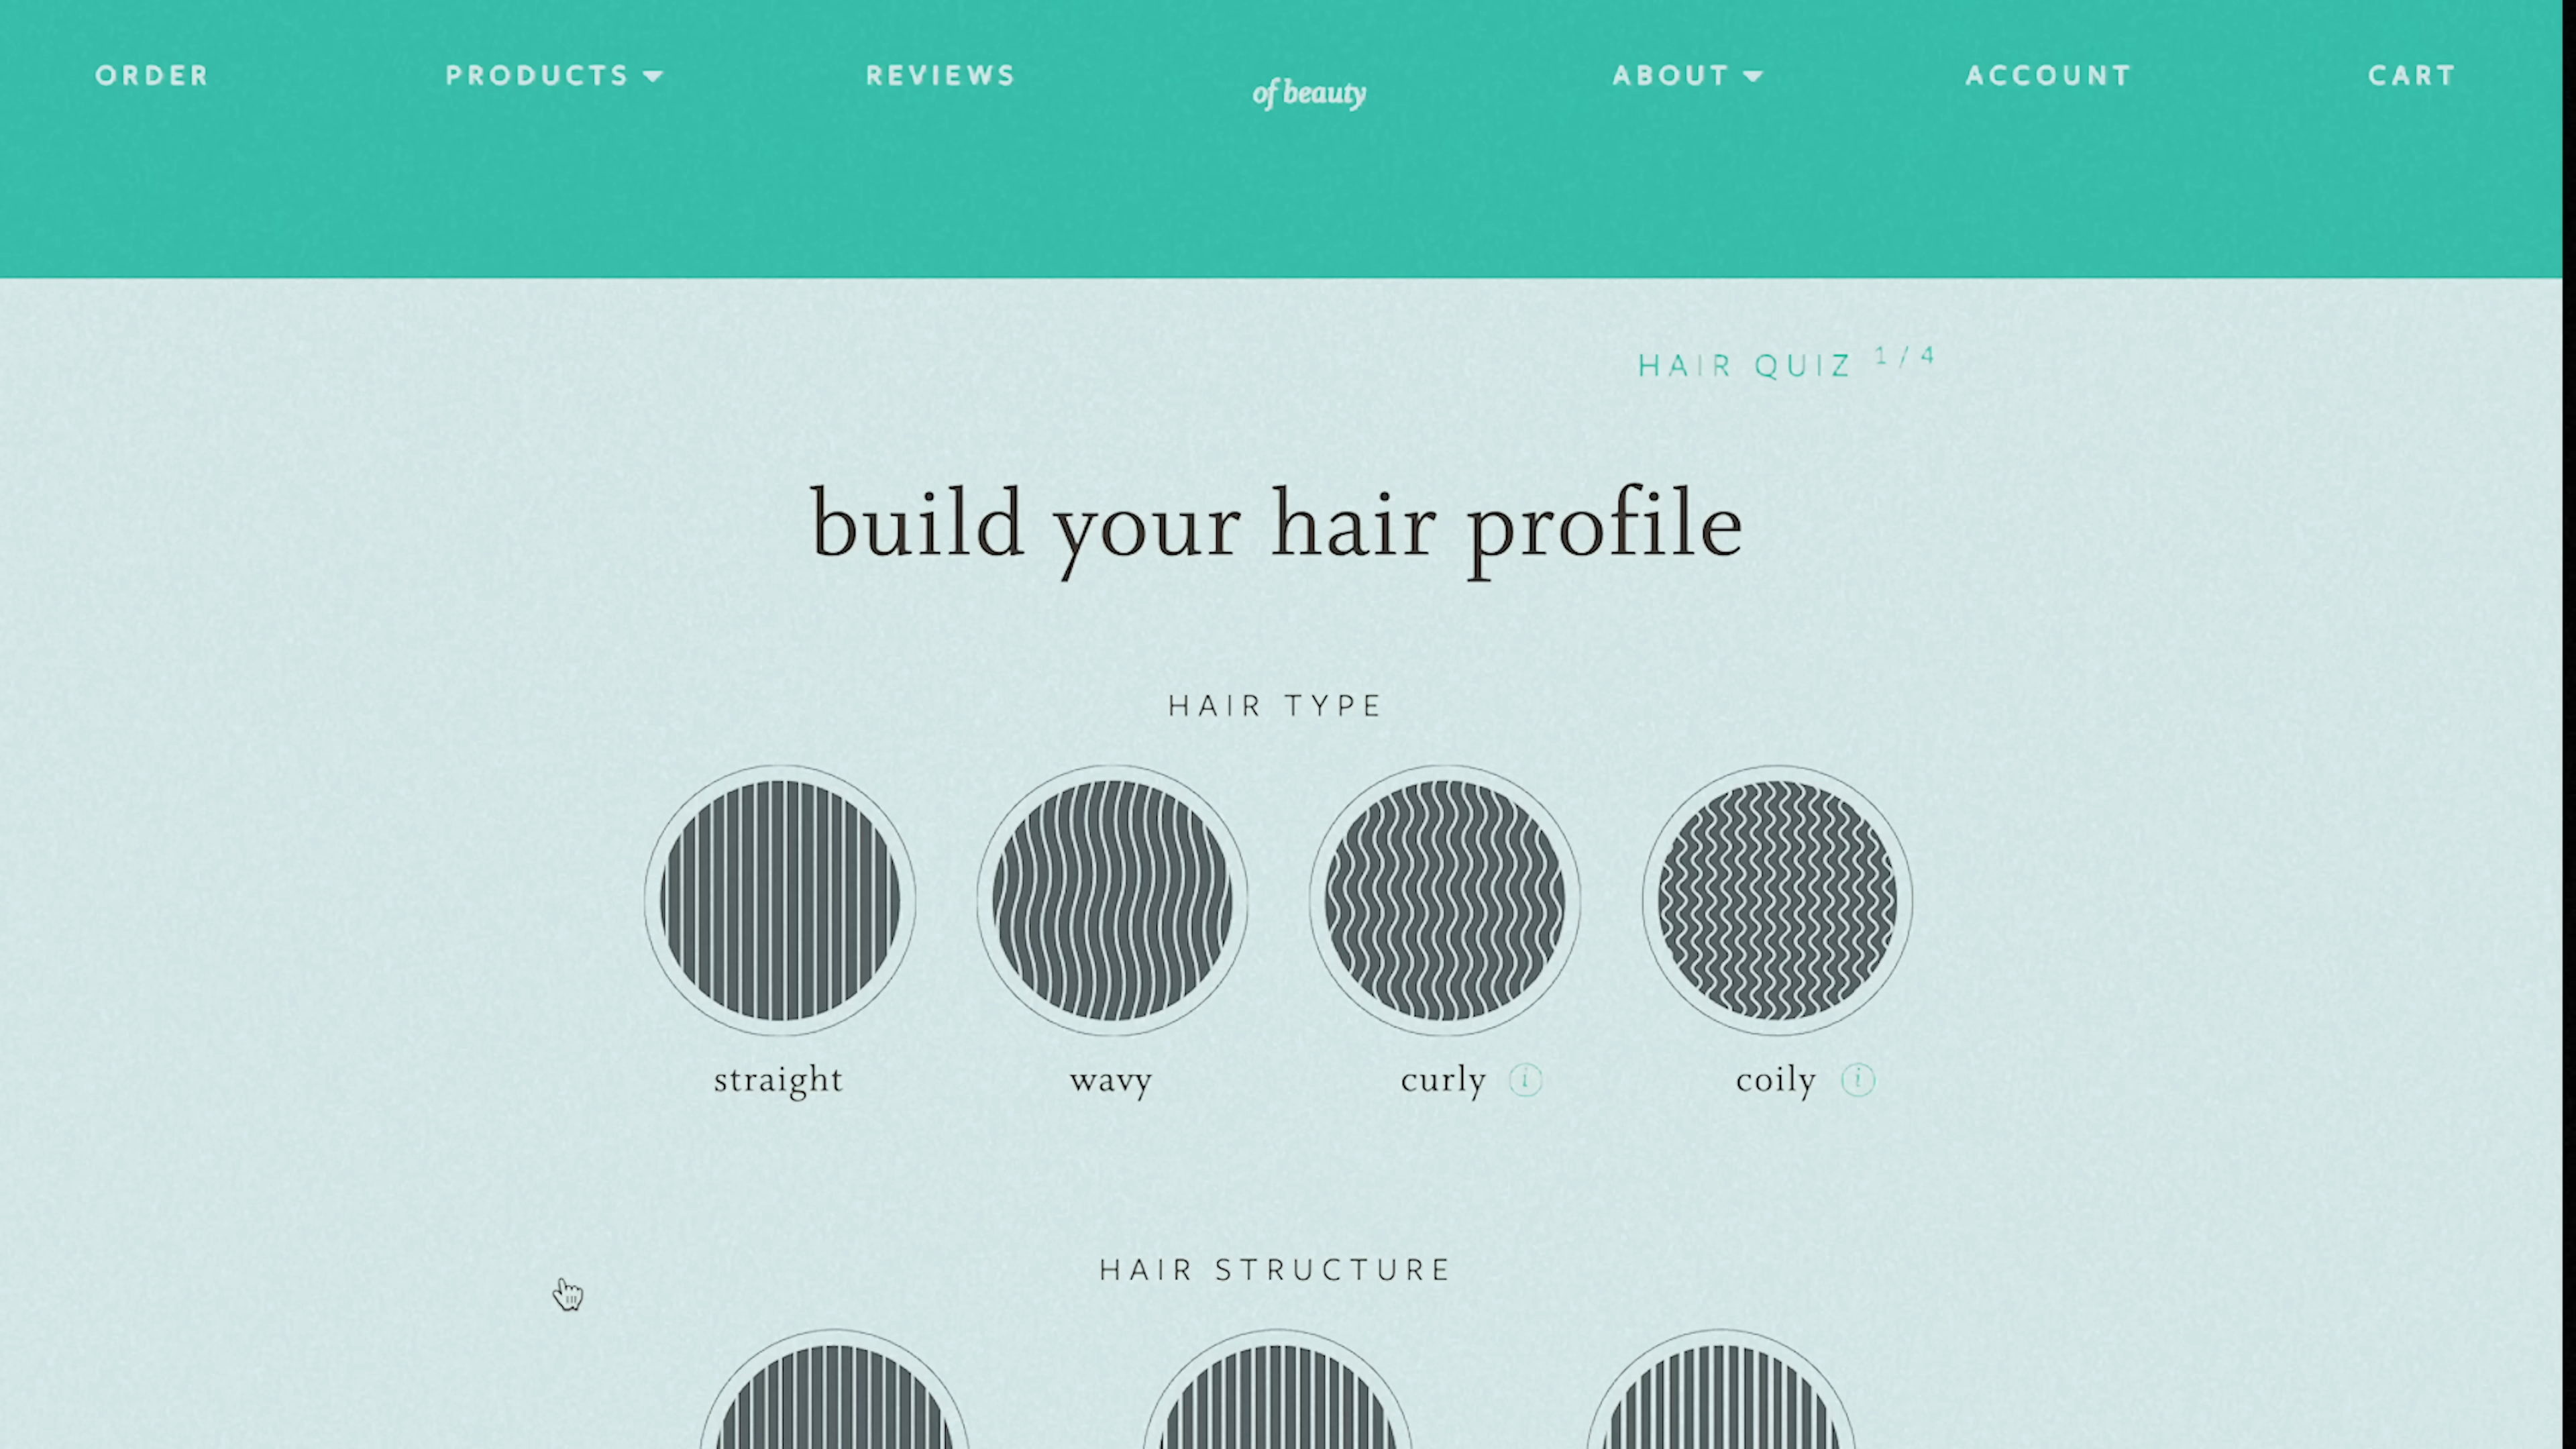 ORDER PRODUCTS REVIEWS of beauty ABOUT ACCOUNT CART
HAIR QUIZ 1/4
build your hair profile
HAIR TYPE
straight wavy curly i coily i
HAIR STRUCTURE